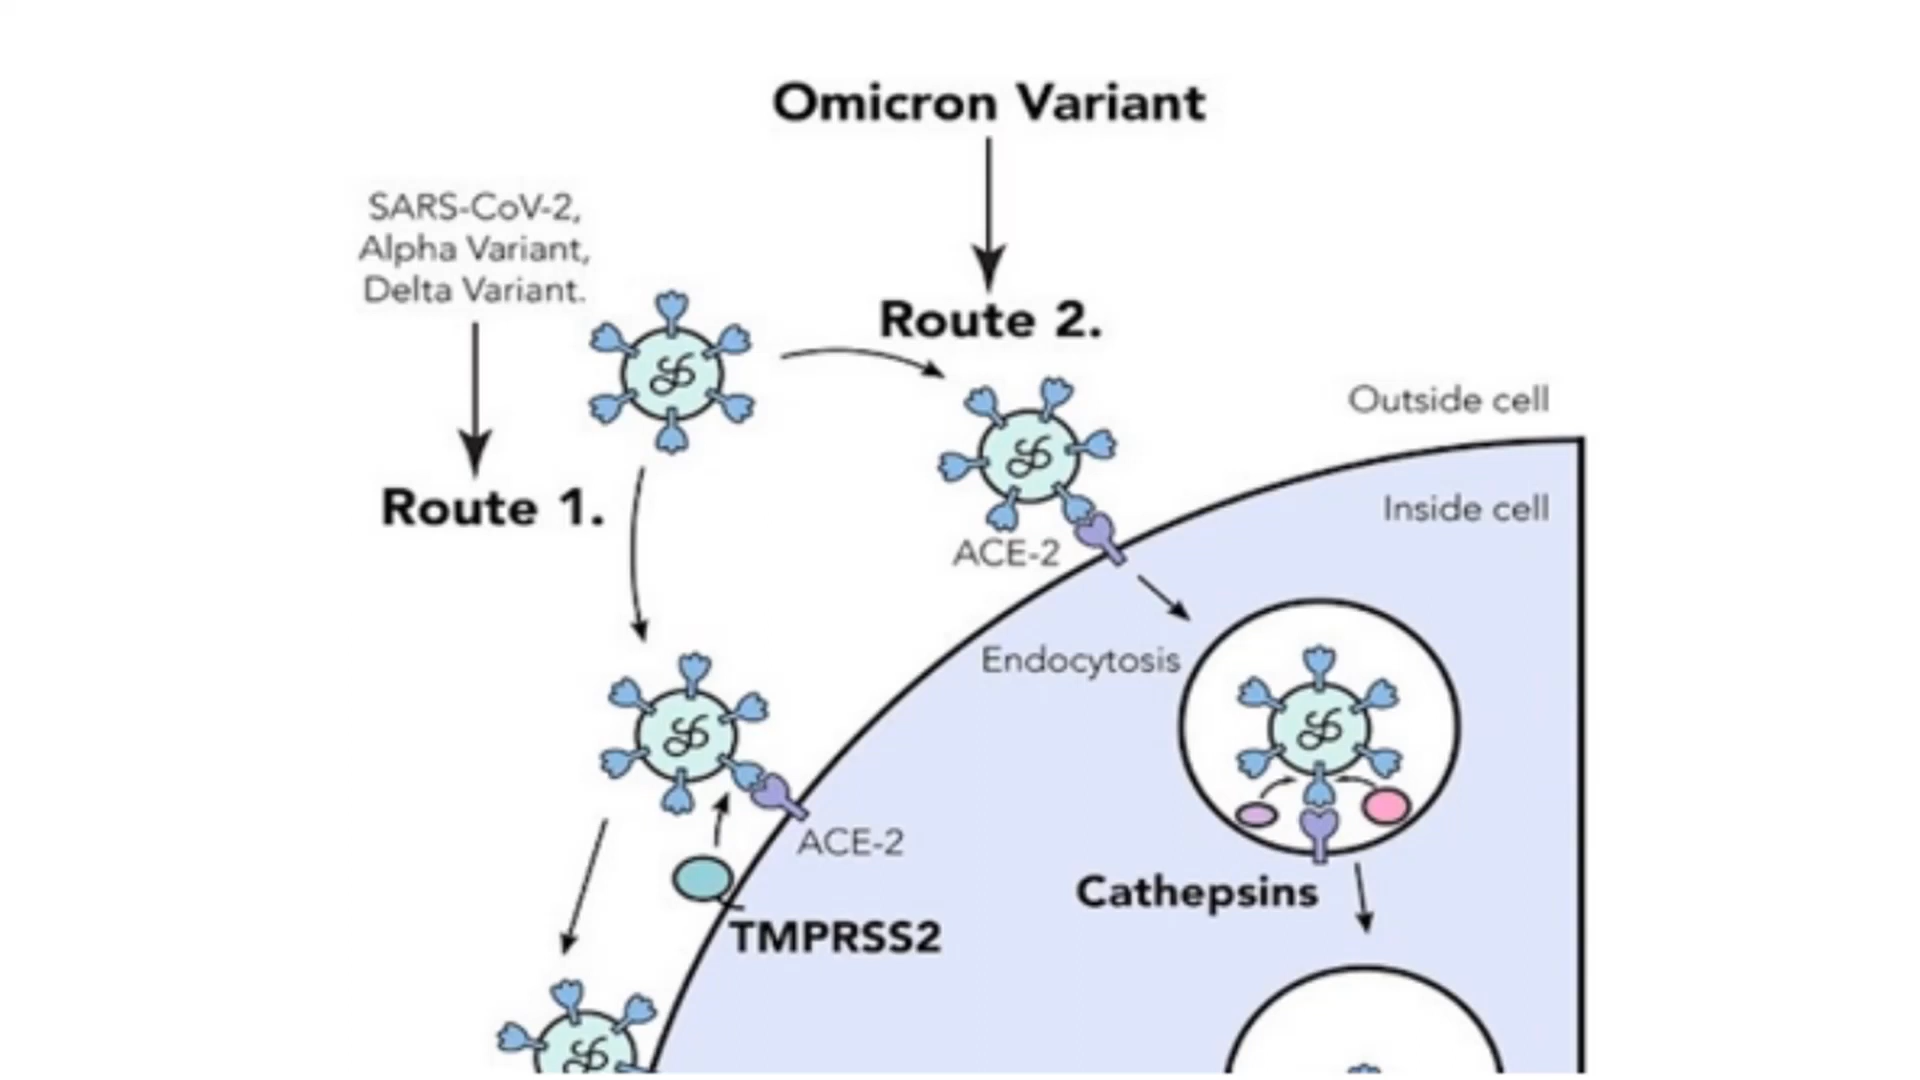 Omicron Variant
SARS-CoV-2,
Alpha Variant,
Delta Variant.
Route 2.
Route 1.
Outside cell
Inside cell
ACE-2
Endocytosis
ACE-2
Cathepsins
TMPRSS2